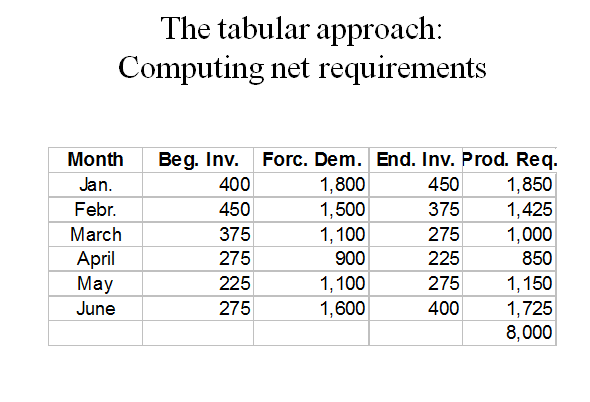 The tabular approach:
Computing net requirements
Month Beg. Inv. Forc. Dem. End. Inv. Prod. Req.
Jan. 400 1,800 450 1,850
Febr. 450 1,500 375 1,425
March 375 1,100 275 1,000
April 275 900 225 850
May 225 1,100 275 1,150
June 275 1,600 400 1,725
8,000